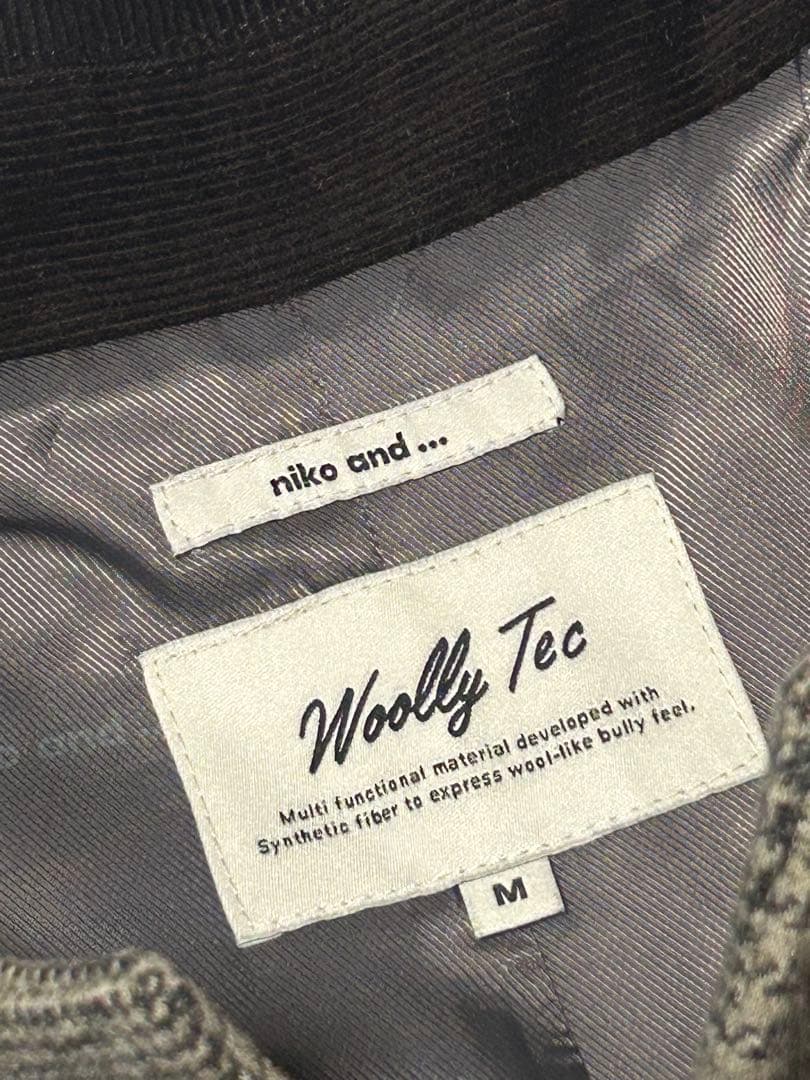 niko and ...
Woolly Tec
Multi functional material developed with
Synthetic fiber to express wool-like bully feel.
M